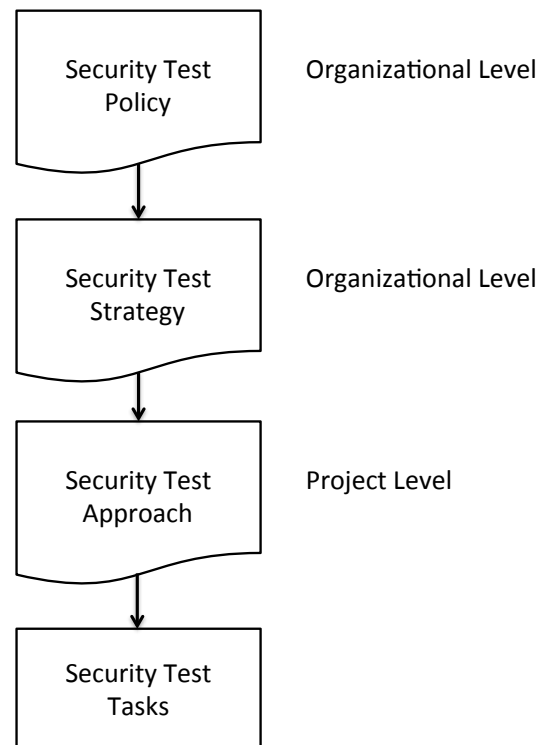 Security Test
Policy
Organizational Level
Security Test
Strategy
Organizational Level
Security Test
Approach
Project Level
Security Test
Tasks